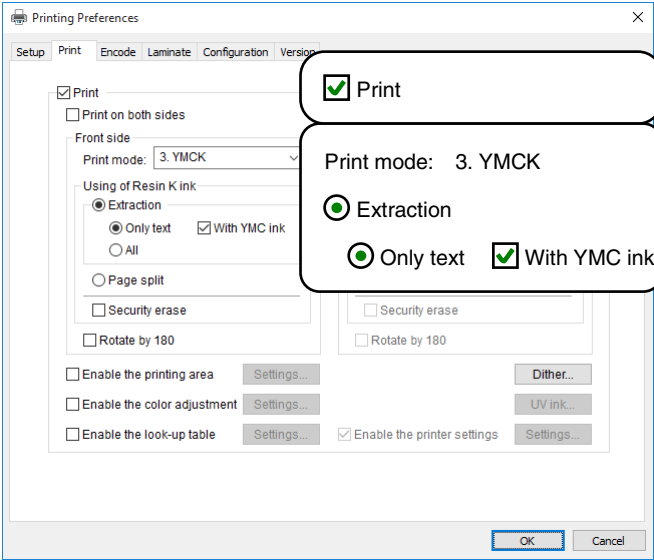 Printing Preferences
Setup Print Encode Laminate Configuration Version
Print
Print
Print on both sides
Front side
Print mode: 3. YMCK
Print mode: 3. YMCK
Using of Resin K ink
Extraction
Extraction
Only text With YMC ink
Only text With YMC ink
All
Page split
Security erase Security erase
Rotate by 180 Rotate by 180
Enable the printing area Settings... Dither...
Enable the color adjustment Settings... UV ink...
Enable the look-up table Settings... Enable the printer settings Settings...
OK Cancel